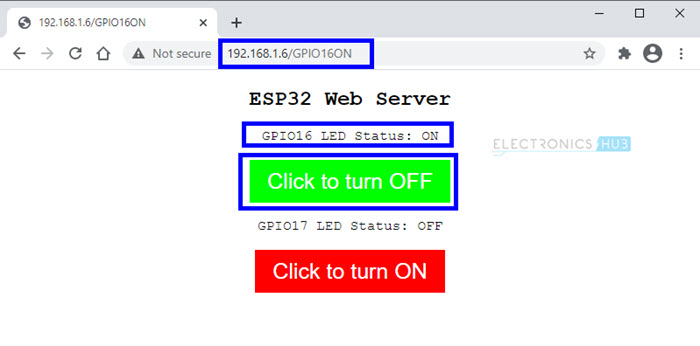 192.168.1.6/GPIO16ON
Not secure
192.168.1.6/GPIO16ON
ESP32 Web Server
GPIO16 LED Status: ON
ELECTRONICS HUB
Click to turn OFF
GPIO17 LED Status: OFF
Click to turn ON